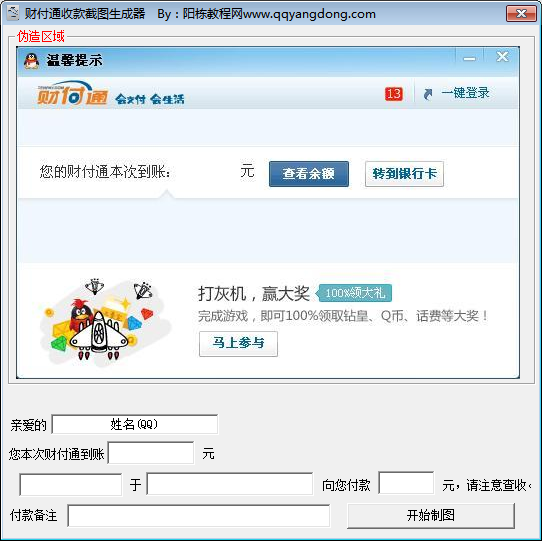 财付通收款截图生成器 By：阳栋教程网www.qqyangdong.com
伪造区域
温馨提示
财付通 会支付 会生活
13 一键登录
您的财付通本次到账： 元 查看余额 转到银行卡
打灰机，赢大奖 100%领大礼
完成游戏，即可100%领取钻皇、Q币、话费等大奖！
马上参与
亲爱的 姓名(QQ)
您本次财付通到账 元
于 向您付款 元，请注意查收。
付款备注 开始制图